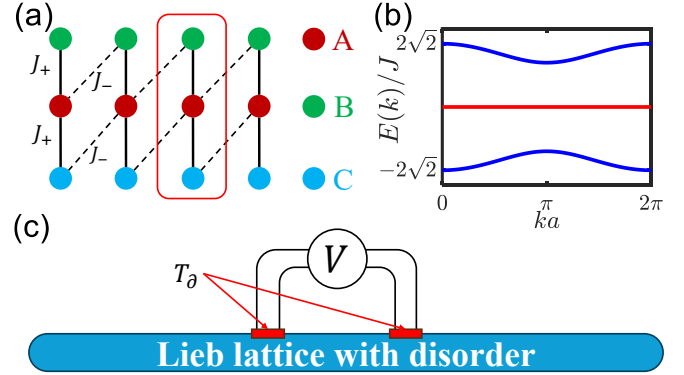 (a)
J₊
J₋
J₊
J₋
A
B
C
(b)
E(k)/J
2√2
−2√2
0
π
2π
ka
(c)
T∂
V
Lieb lattice with disorder